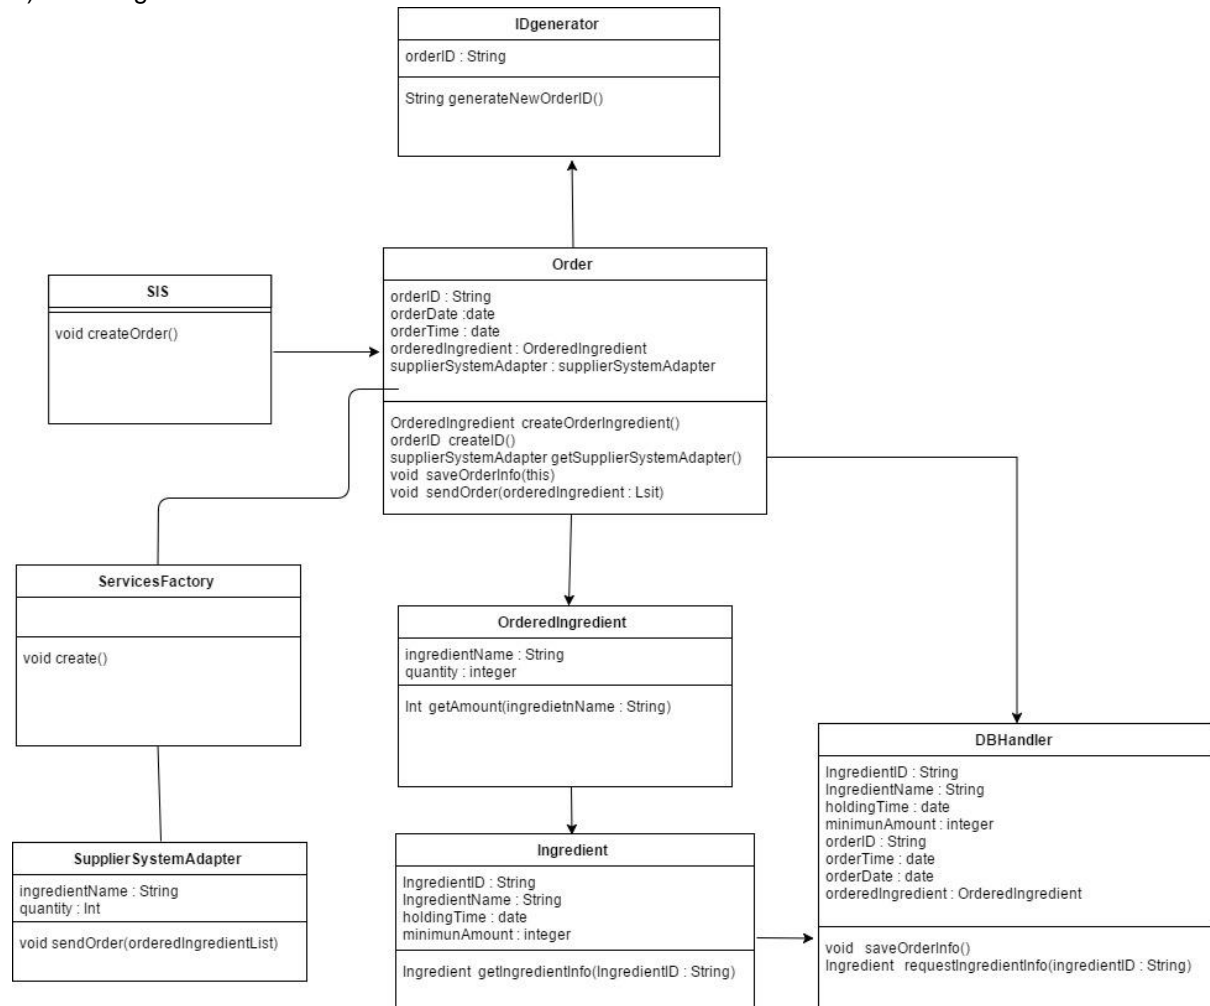 IDgenerator
orderID : String
String generateNewOrderID()
Order
orderID : String
orderDate :date
orderTime : date
orderedIngredient : OrderedIngredient
supplierSystemAdapter : supplierSystemAdapter
OrderedIngredient createOrderIngredient()
orderID createID()
supplierSystemAdapter getSupplierSystemAdapter()
void saveOrderInfo(this)
void sendOrder(orderedIngredient : Lsit)
SIS
void createOrder()
ServicesFactory
void create()
OrderedIngredient
ingredientName : String
quantity : integer
Int getAmount(ingredietnName : String)
DBHandler
IngredientID : String
IngredientName : String
holdingTime : date
minimunAmount : integer
orderID : String
orderTime : date
orderDate : date
orderedIngredient : OrderedIngredient
void saveOrderInfo()
Ingredient requestIngredientInfo(ingredientID : String)
SupplierSystemAdapter
ingredientName : String
quantity : Int
void sendOrder(orderedIngredientList)
Ingredient
IngredientID : String
IngredientName : String
holdingTime : date
minimunAmount : integer
Ingredient getIngredientInfo(IngredientID : String)